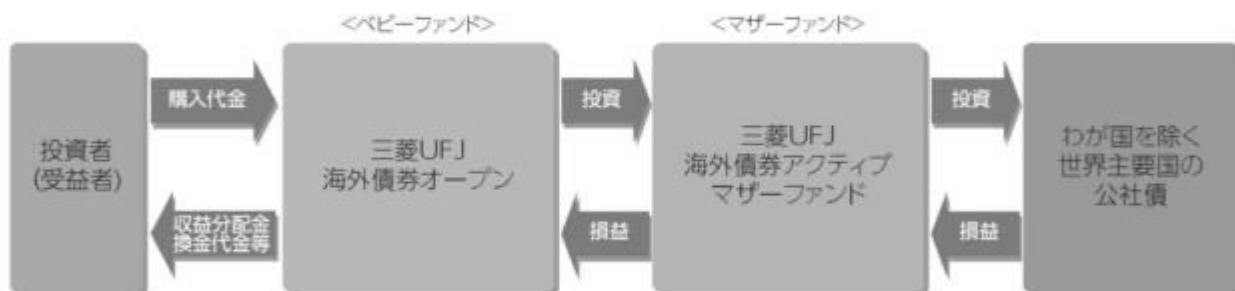 <ベビーファンド>
<マザーファンド>
投資者
(受益者)
購入代金
収益分配金
換金代金等
三菱UFJ
海外債券オープン
投資
損益
三菱UFJ
海外債券アクティブ
マザーファンド
投資
損益
わが国を除く
世界主要国の
公社債